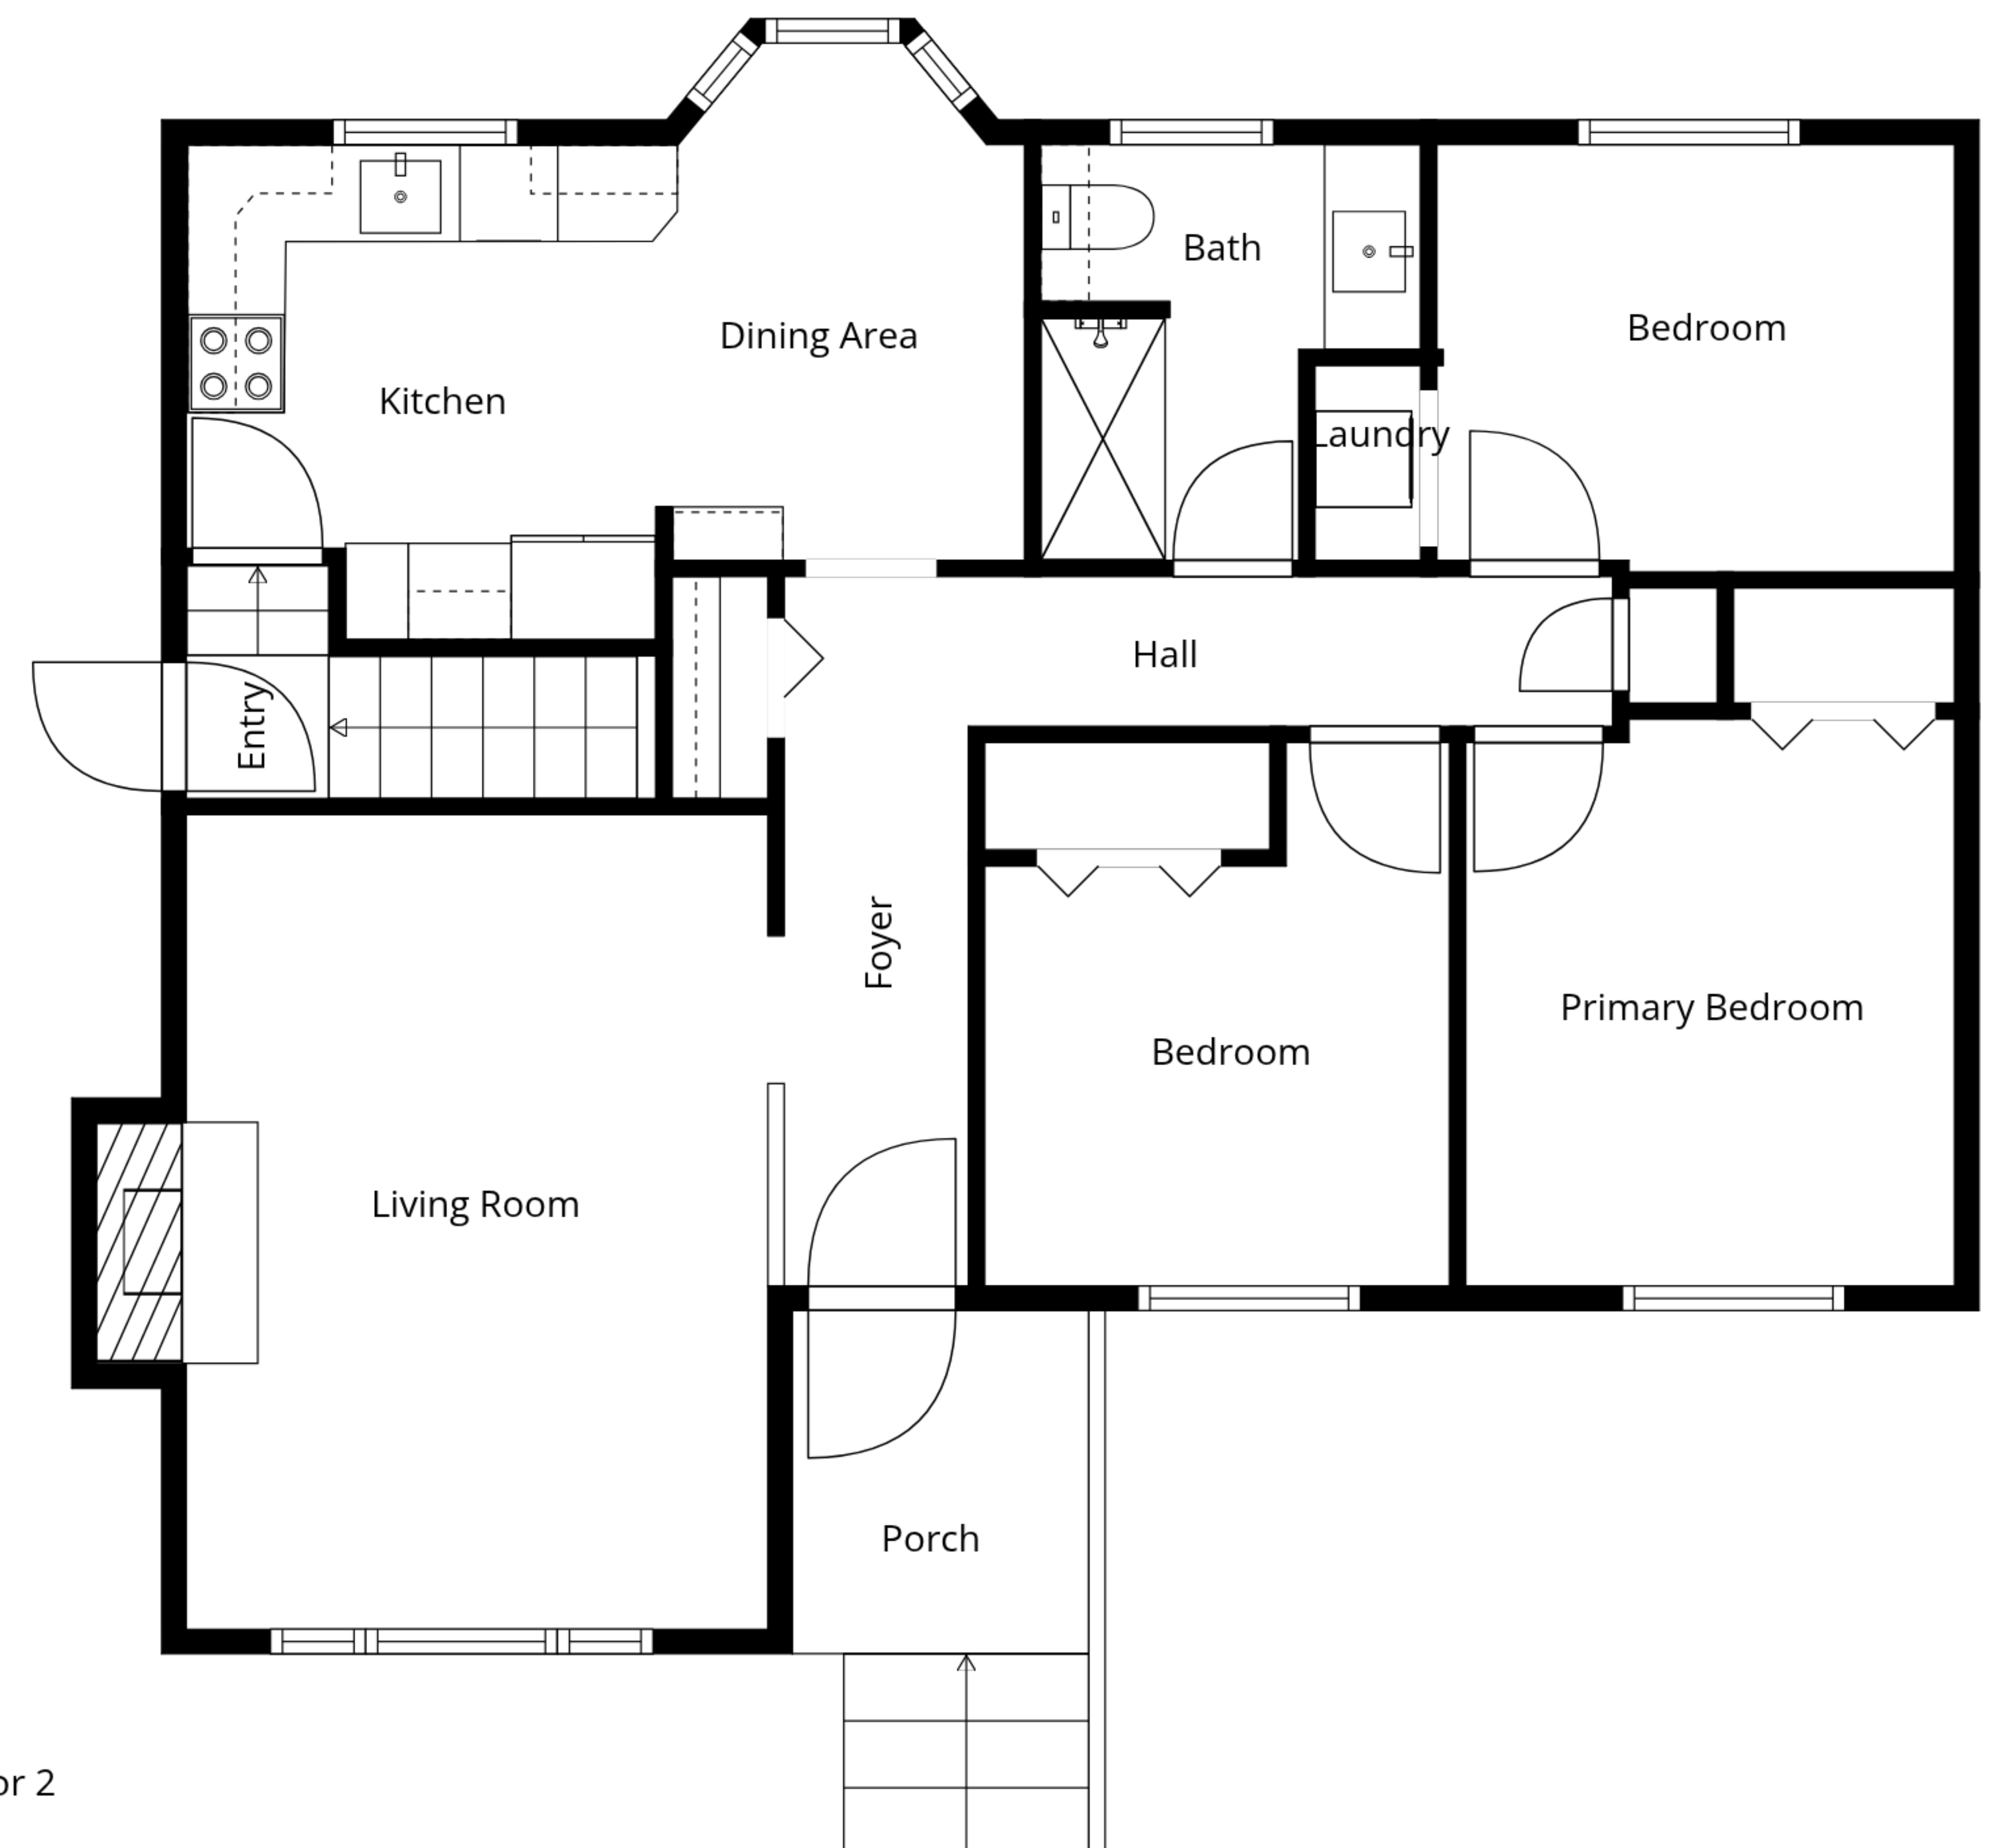 Bath
Bedroom
Dining Area
Kitchen
Laundry
Hall
Entry
Foyer
Primary Bedroom
Bedroom
Living Room
Porch
or 2